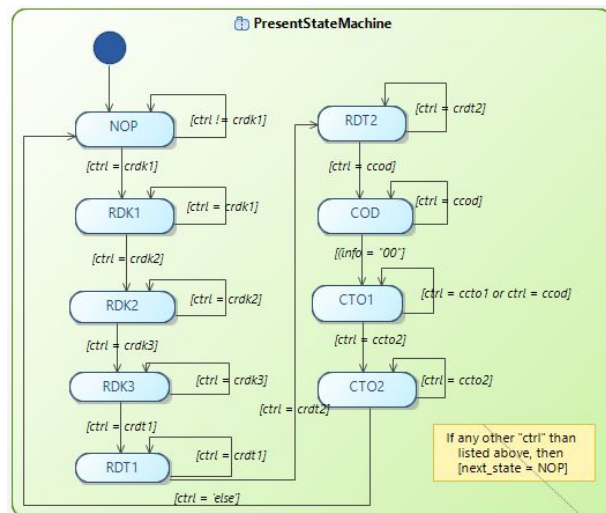 PresentStateMachine
NOP
[ctrl != crdk1]
[ctrl = crdk1]
RDK1
[ctrl = crdk1]
[ctrl = crdk2]
RDK2
[ctrl = crdk2]
[ctrl = crdk3]
RDK3
[ctrl = crdk3]
[ctrl = crdt1]
RDT1
[ctrl = crdt1]
[ctrl = crdt2]
RDT2
[ctrl = crdt2]
[ctrl = ccod]
COD
[ctrl = ccod]
[(info = "00"]
CTO1
[ctrl = ccto1 or ctrl = ccod]
[ctrl = ccto2]
CTO2
[ctrl = ccto2]
[ctrl = 'else']
If any other "ctrl" than
listed above, then
[next_state = NOP]